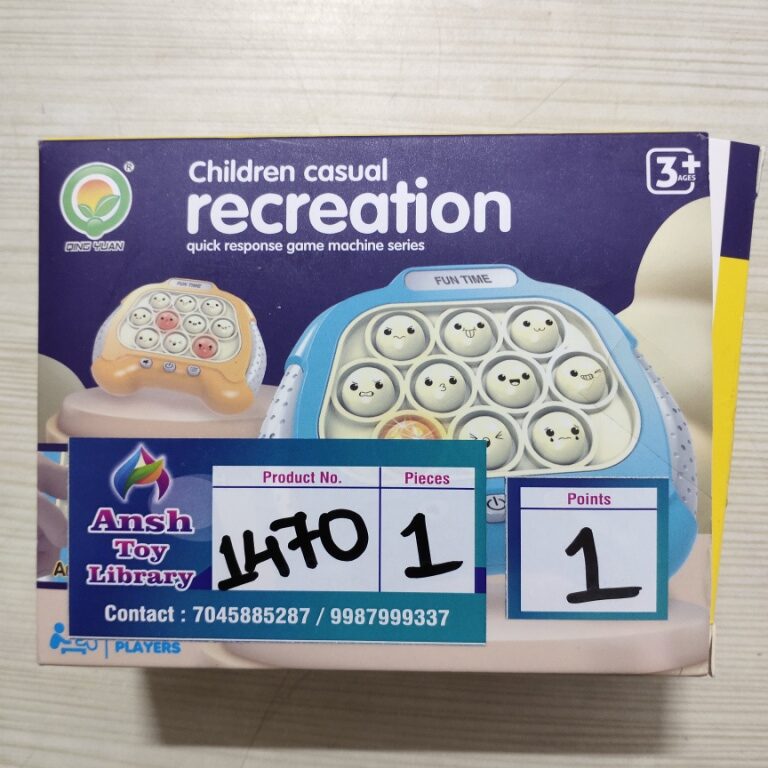 Children casual
recreation
quick response game machine series
3+
AGES
®
QING YUAN
FUN TIME
FUN TIME
Ansh
Toy
Library
Product No.
Pieces
1470
1
Contact : 7045885287 / 9987999337
Points
1
PLAYERS